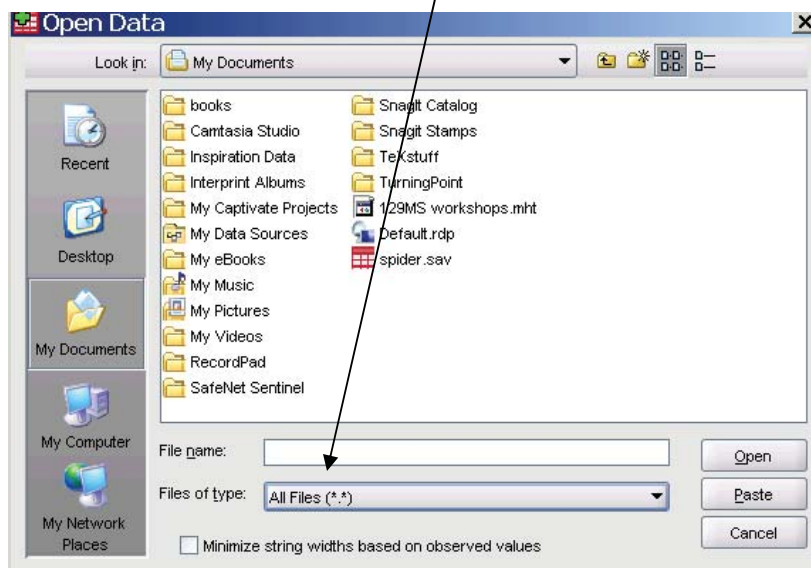 Open Data
Look in: My Documents
Recent
Desktop
My Documents
My Computer
My Network
Places
books
Camtasia Studio
Inspiration Data
Interprint Albums
My Captivate Projects
My Data Sources
My eBooks
My Music
My Pictures
My Videos
RecordPad
SafeNet Sentinel
SnagIt Catalog
Snagit Stamps
TeXstuff
TurningPoint
129MS workshops.mht
Default.rdp
spider.sav
File name:
Open
Files of type: All Files (*.*)
Paste
Minimize string widths based on observed values
Cancel